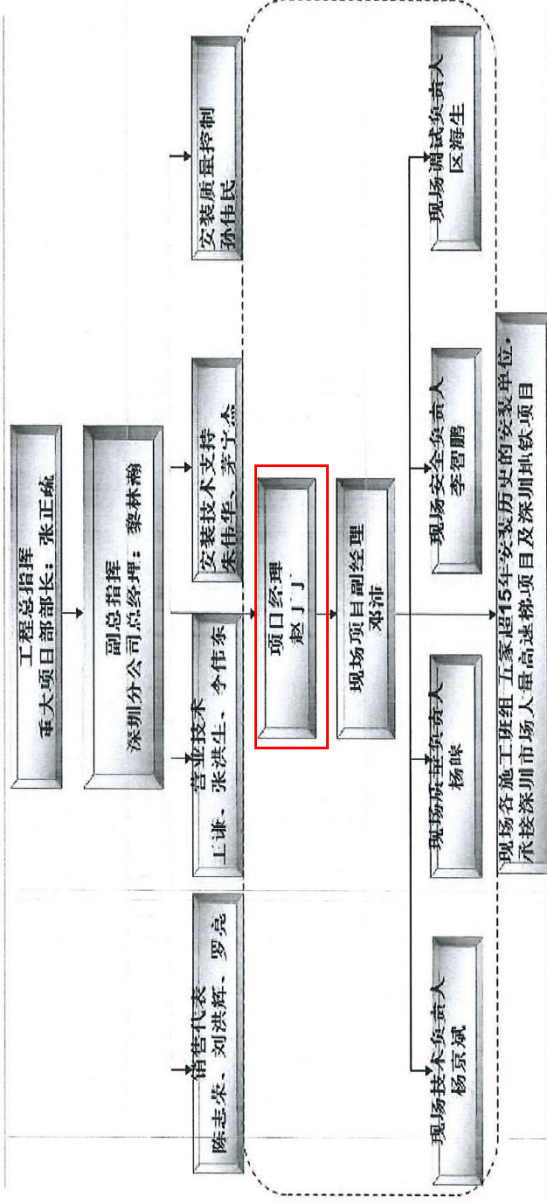 工程总指挥
重大项目部部长：张正疏
副总指挥
深圳分公司总经理：黎林瀚
销售代表
陈志荣、刘洪辉、罗亮
营业技术
王谦、张洪生、李伟东
安装技术支持
朱伟华、茅宇杰
安装质量控制
孙伟民
项目经理
赵丁丁
现场项目副经理
邓沛
现场技术负责人
杨京斌
现场质量负责人
杨皞
现场安全负责人
李智鹏
现场调试负责人
区海生
现场各施工班组 五家超15年安装历史的安装单位，
承接深圳市场大量高速梯项目及深圳地铁项目